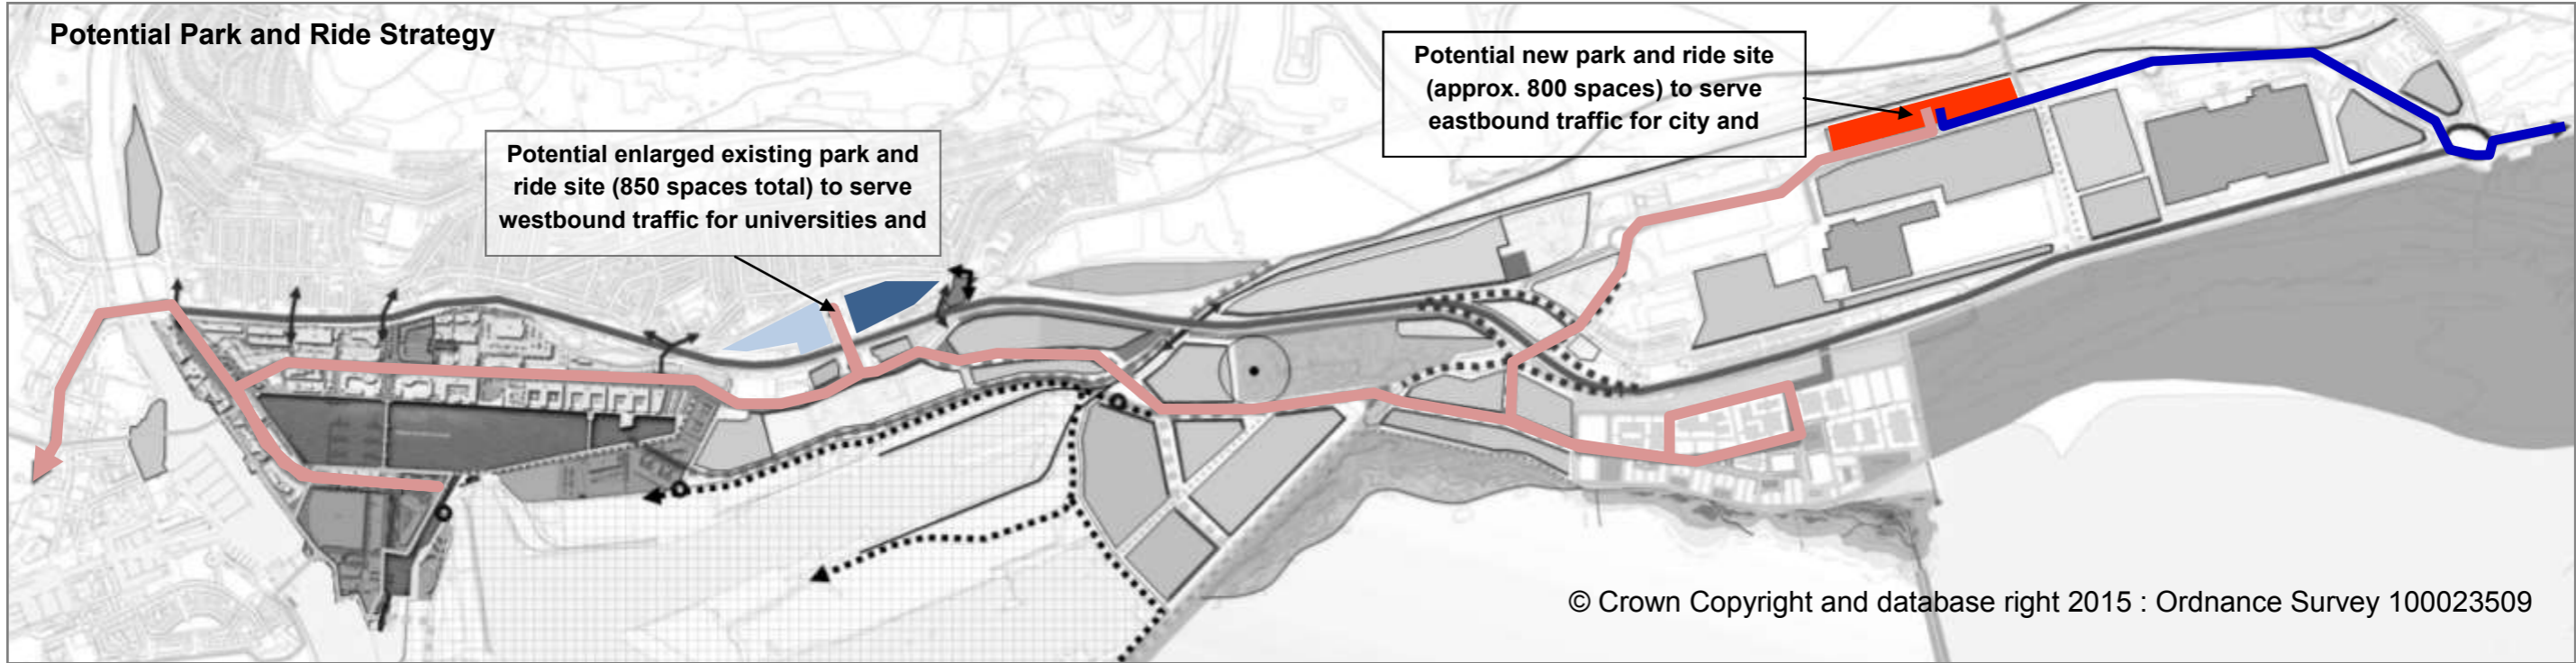 Potential Park and Ride Strategy
Potential new park and ride site
(approx. 800 spaces) to serve
eastbound traffic for city and
Potential enlarged existing park and
ride site (850 spaces total) to serve
westbound traffic for universities and
© Crown Copyright and database right 2015 : Ordnance Survey 100023509